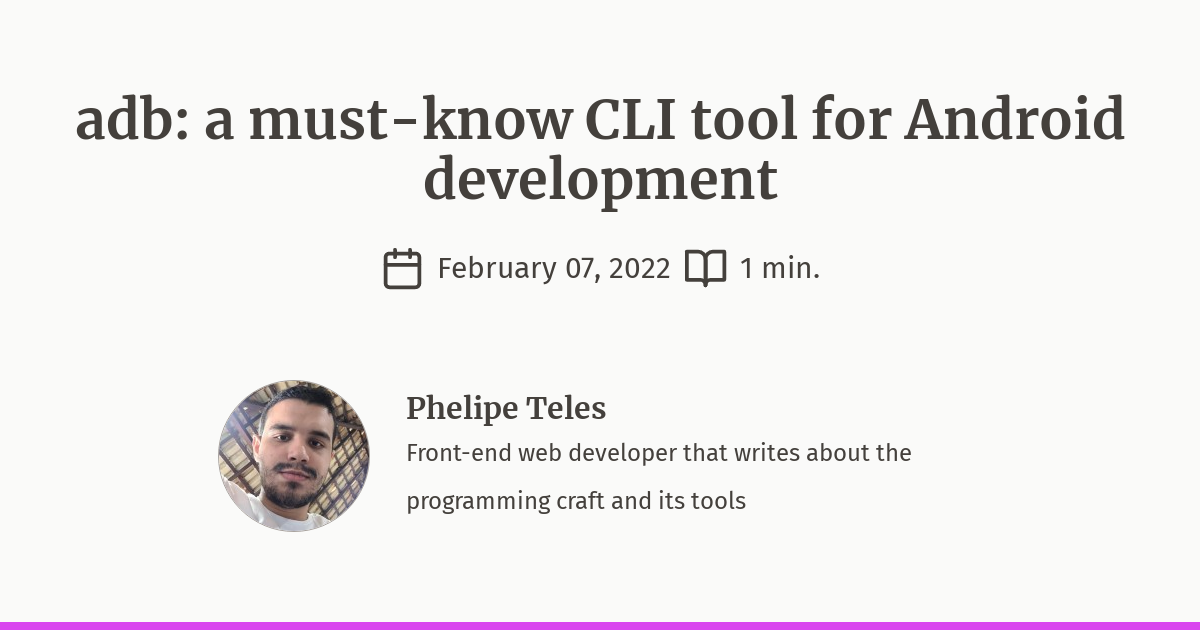 adb: a must-know CLI tool for Android
development
February 07, 2022 1 min.
Phelipe Teles
Front-end web developer that writes about the
programming craft and its tools